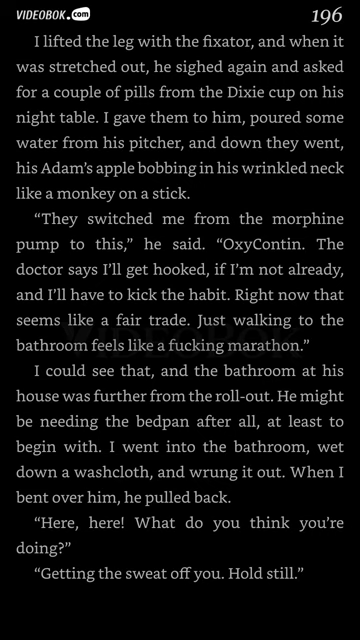 VIDEOBOK.com
196
I lifted the leg with the fixator, and when it
was stretched out, he sighed again and asked
for a couple of pills from the Dixie cup on his
night table. I gave them to him, poured some
water from his pitcher, and down they went,
his Adam's apple bobbing in his wrinkled neck
like a monkey on a stick.
“They switched me from the morphine
pump to this,” he said. “OxyContin. The
doctor says I'll get hooked, if I'm not already,
and I'll have to kick the habit. Right now that
seems like a fair trade. Just walking to the
bathroom feels like a fucking marathon.”
VIDEOBOK
I could see that, and the bathroom at his
house was further from the roll-out. He might
be needing the bedpan after all, at least to
begin with. I went into the bathroom, wet
down a washcloth, and wrung it out. When I
bent over him, he pulled back.
“Here, here! What do you think you're
doing?”
“Getting the sweat off you. Hold still.”